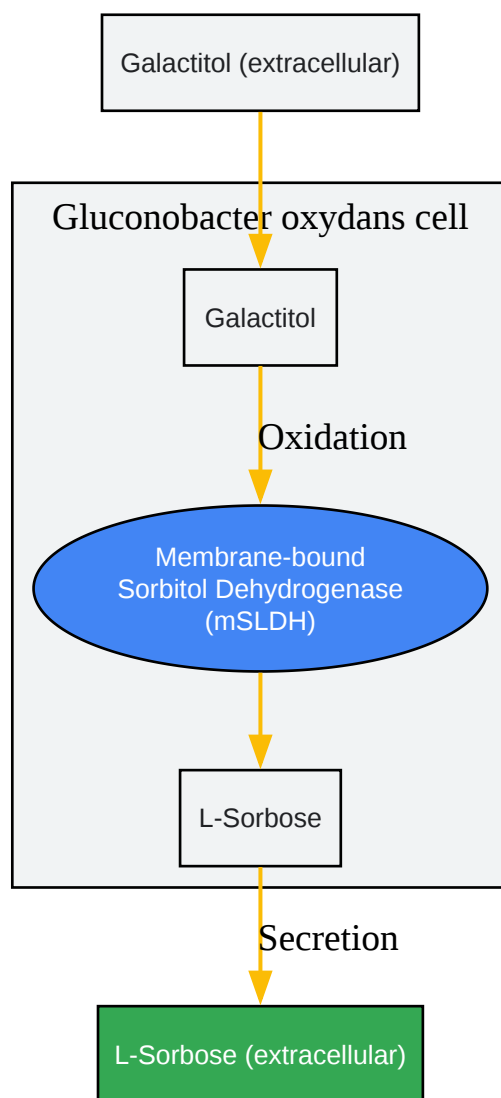 Galactitol (extracellular)
Gluconobacter oxydans cell
Galactitol
Oxidation
Membrane-bound
Sorbitol Dehydrogenase
(mSLDH)
L-Sorbose
Secretion
L-Sorbose (extracellular)